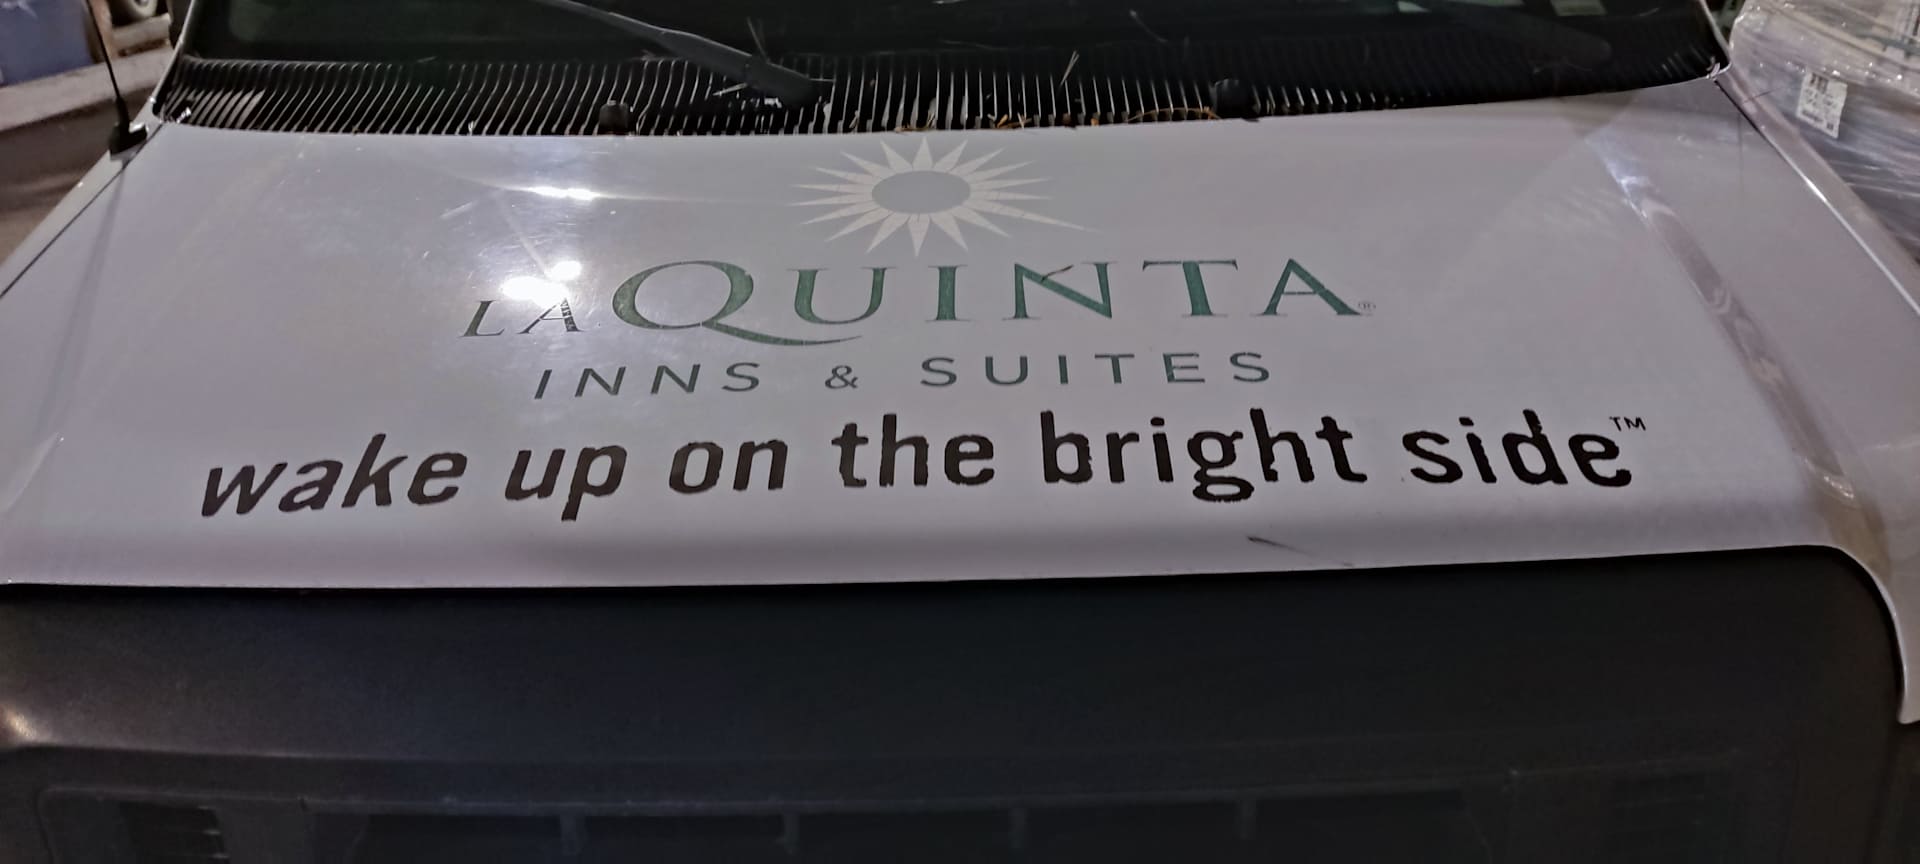 LA QUINTA®
INNS & SUITES
wake up on the bright side™